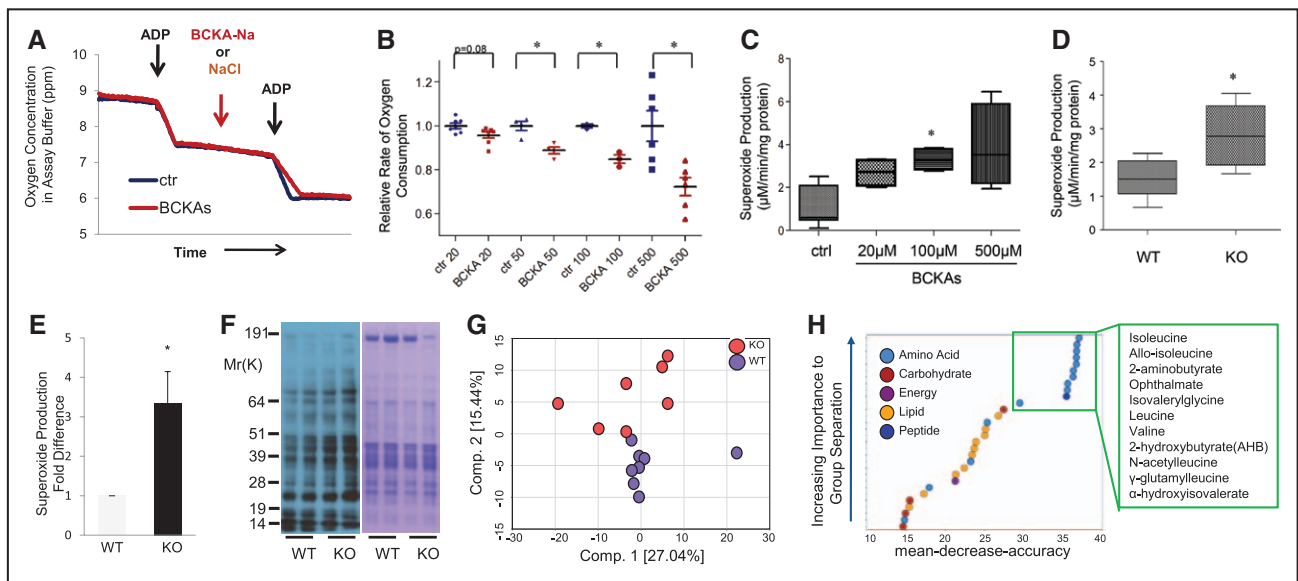 A
ADP
BCKA-Na
or
NaCl
ADP
Oxygen Concentration
in Assay Buffer (ppm)
10
9
8
7
6
5
ctr
BCKAs
Time
B
p=0.08
*
*
*
Relative Rate of Oxygen
Consumption
1.2
1.0
0.8
0.6
ctr 20
BCKA 20
ctr 50
BCKA 50
ctr 100
BCKA 100
ctr 500
BCKA 500
C
Superoxide Production
(µM/min/mg protein)
8
6
4
2
0
*
ctrl
20µM
100µM
500µM
BCKAs
D
Superoxide Production
(µM/min/mg protein)
5
4
3
2
1
0
*
WT
KO
E
Superoxide Production
Fold Difference
5
4
3
2
1
0
*
WT
KO
F
191
Mr(K)
64
51
39
28
19
14
WT
KO
WT
KO
G
KO
WT
Comp. 2 [15.44%]
15
10
5
0
-5
-10
-15
-30
-20
-10
0
10
20
30
Comp. 1 [27.04%]
H
Increasing Importance to
Group Separation
Amino Acid
Carbohydrate
Energy
Lipid
Peptide
10
20
30
40
mean-decrease-accuracy
Isoleucine
Allo-isoleucine
2-aminobutyrate
Ophthalmate
Isovalerylglycine
Leucine
Valine
2-hydroxybutyrate(AHB)
N-acetylleucine
γ-glutamylleucine
α-hydroxyisovalerate